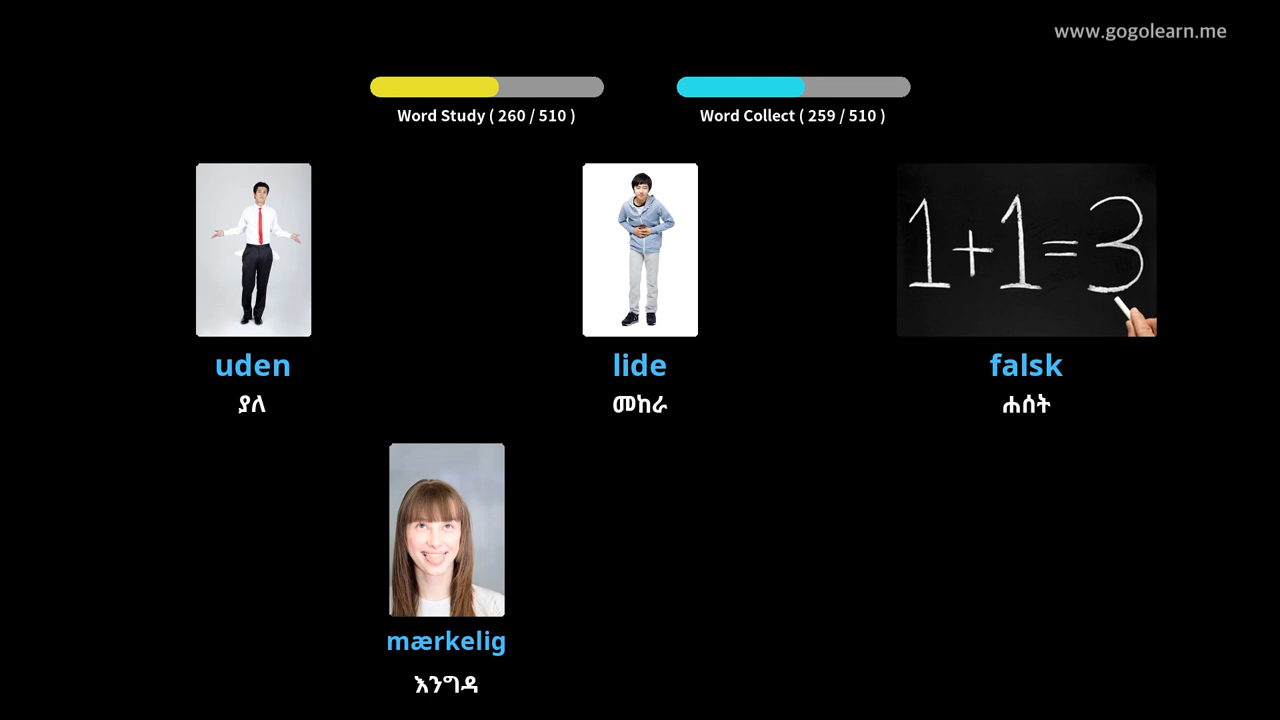 www.gogolearn.me
Word Study ( 260 / 510 )
Word Collect ( 259 / 510 )
1+1=3
uden
lide
falsk
ያለ
መከራ
ሐሰት
mærkelig
እንግዳ